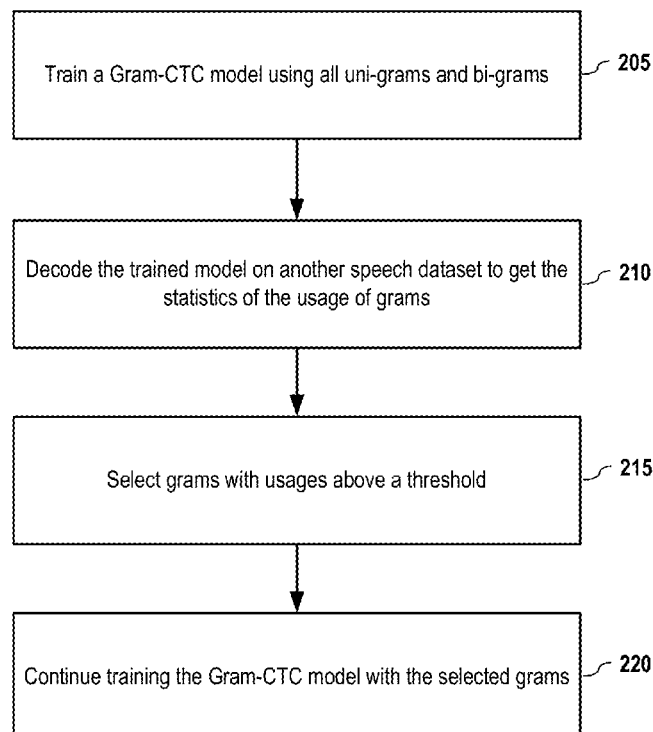 Train a Gram-CTC model using all uni-grams and bi-grams
205
Decode the trained model on another speech dataset to get the
statistics of the usage of grams
210
Select grams with usages above a threshold
215
Continue training the Gram-CTC model with the selected grams
220